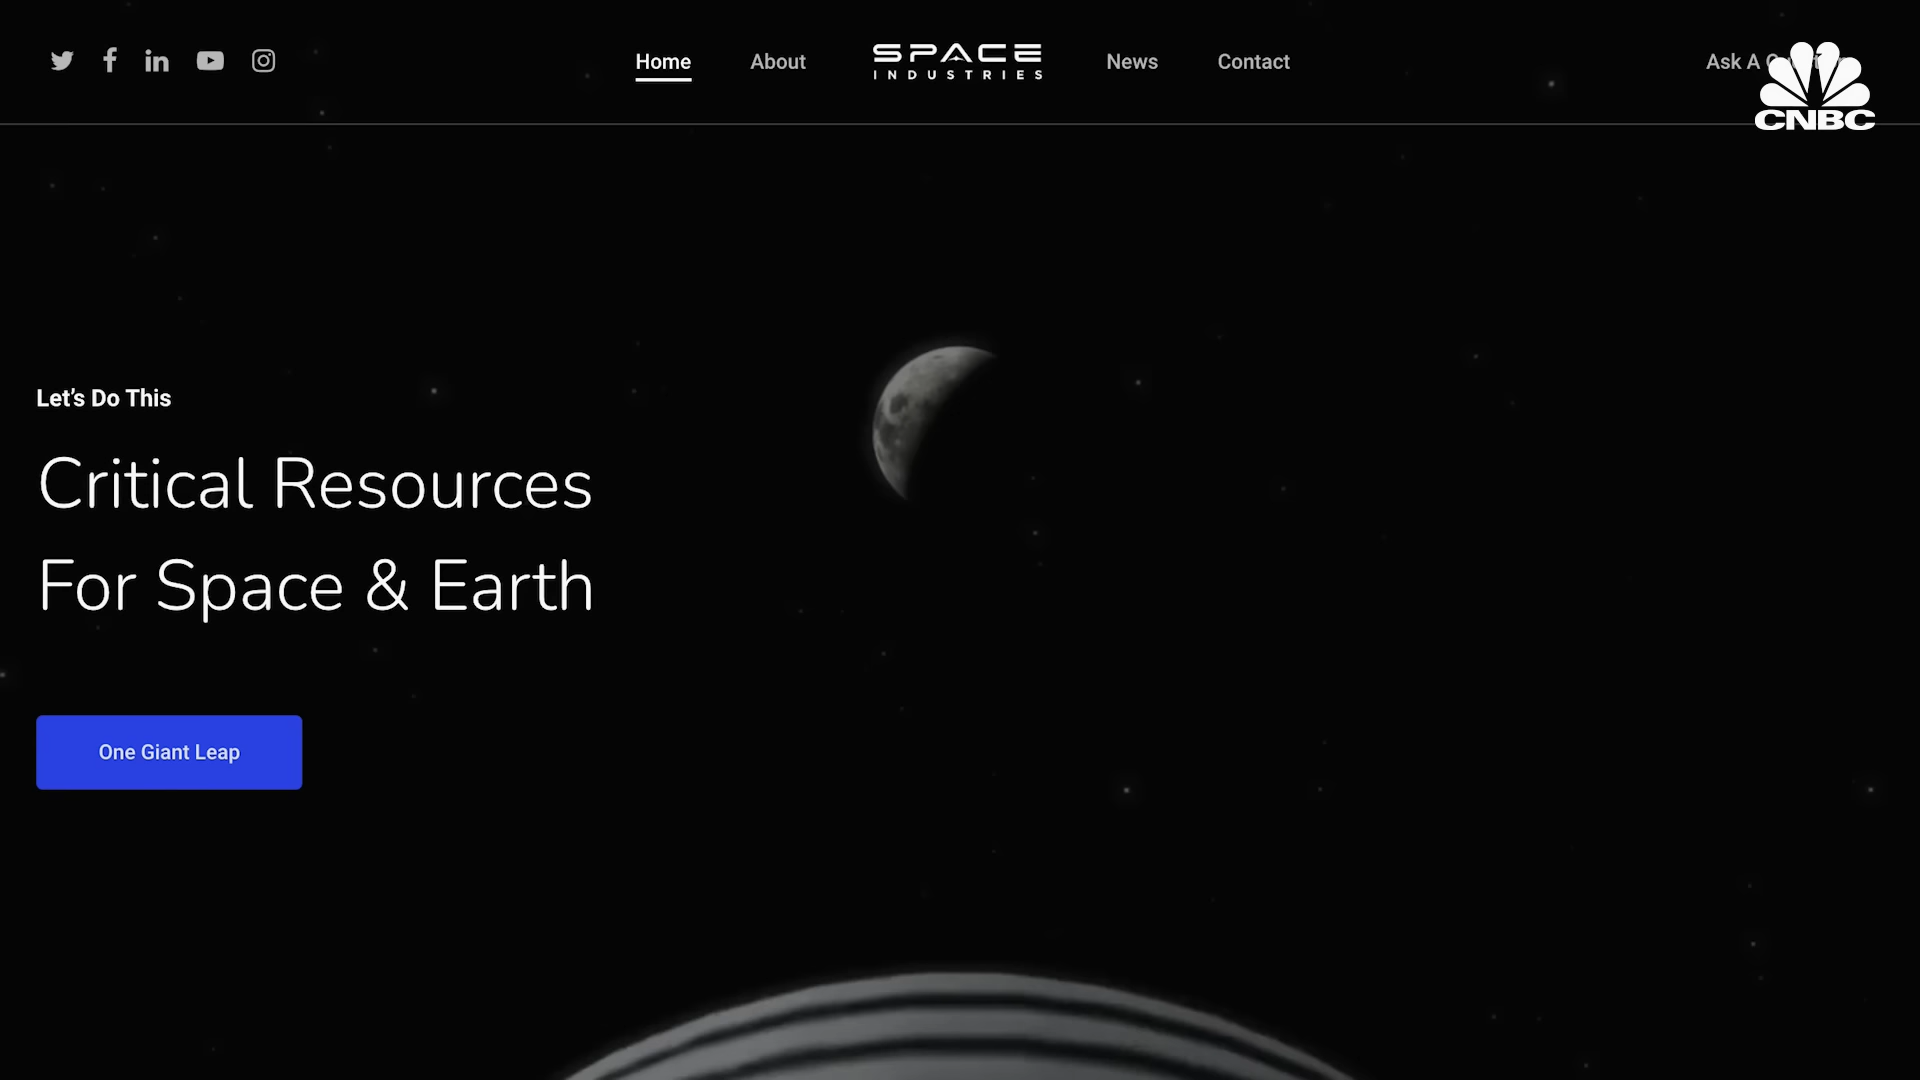 Home
About
SPACE
INDUSTRIES
News
Contact
Ask A
CNBC
Let's Do This
Critical Resources
For Space & Earth
One Giant Leap